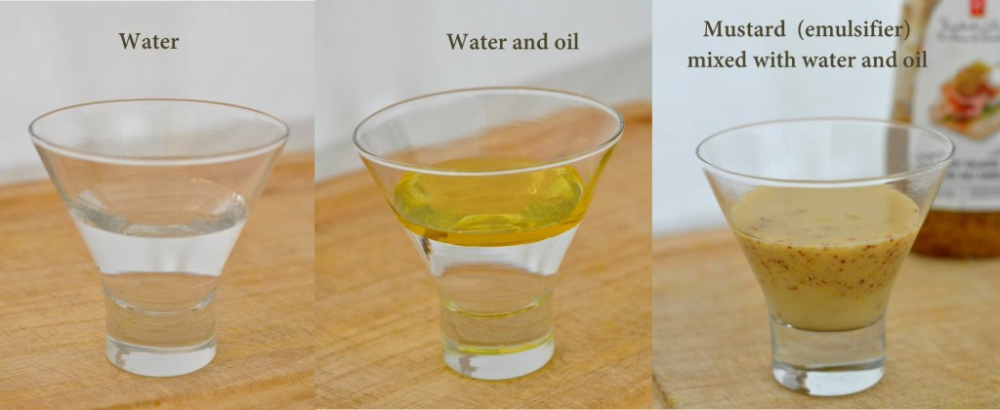 Water
Water and oil
Mustard (emulsifier)
mixed with water and oil